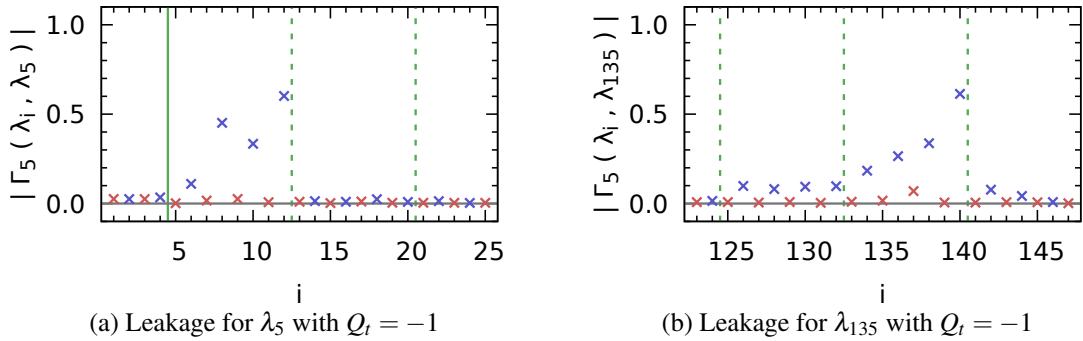 1.0
0.5
0.0
| Γ5 ( λi , λ5 ) |
5 10 15 20 25
i
(a) Leakage for λ5 with Qt = −1
1.0
0.5
0.0
| Γ5 ( λi , λ135 ) |
125 130 135 140 145
i
(b) Leakage for λ135 with Qt = −1